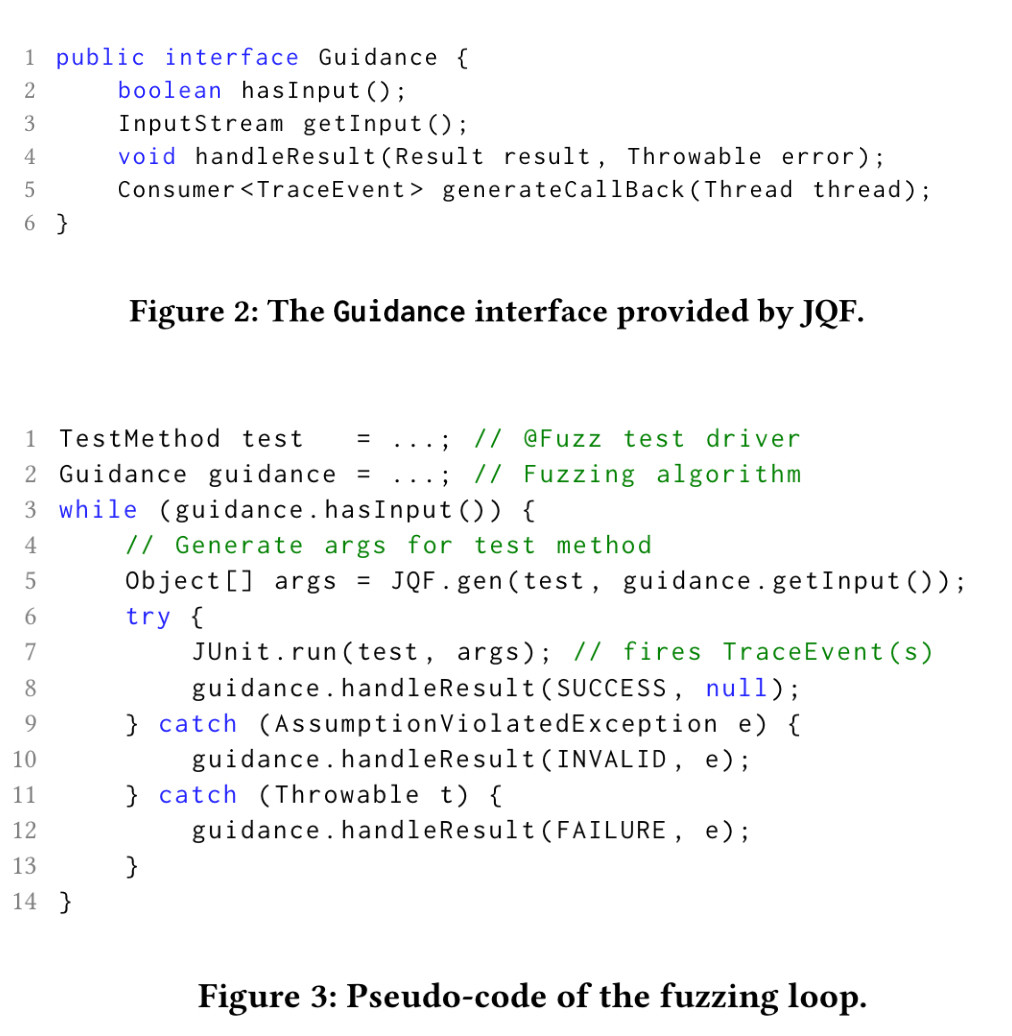 1 public interface Guidance {
2     boolean hasInput();
3     InputStream getInput();
4     void handleResult(Result result, Throwable error);
5     Consumer<TraceEvent> generateCallBack(Thread thread);
6 }
Figure 2: The Guidance interface provided by JQF.
1 TestMethod test   = ...; // @Fuzz test driver
2 Guidance guidance = ...; // Fuzzing algorithm
3 while (guidance.hasInput()) {
4     // Generate args for test method
5     Object[] args = JQF.gen(test, guidance.getInput());
6     try {
7         JUnit.run(test, args); // fires TraceEvent(s)
8         guidance.handleResult(SUCCESS, null);
9     } catch (AssumptionViolatedException e) {
10         guidance.handleResult(INVALID, e);
11     } catch (Throwable t) {
12         guidance.handleResult(FAILURE, e);
13     }
14 }
Figure 3: Pseudo-code of the fuzzing loop.